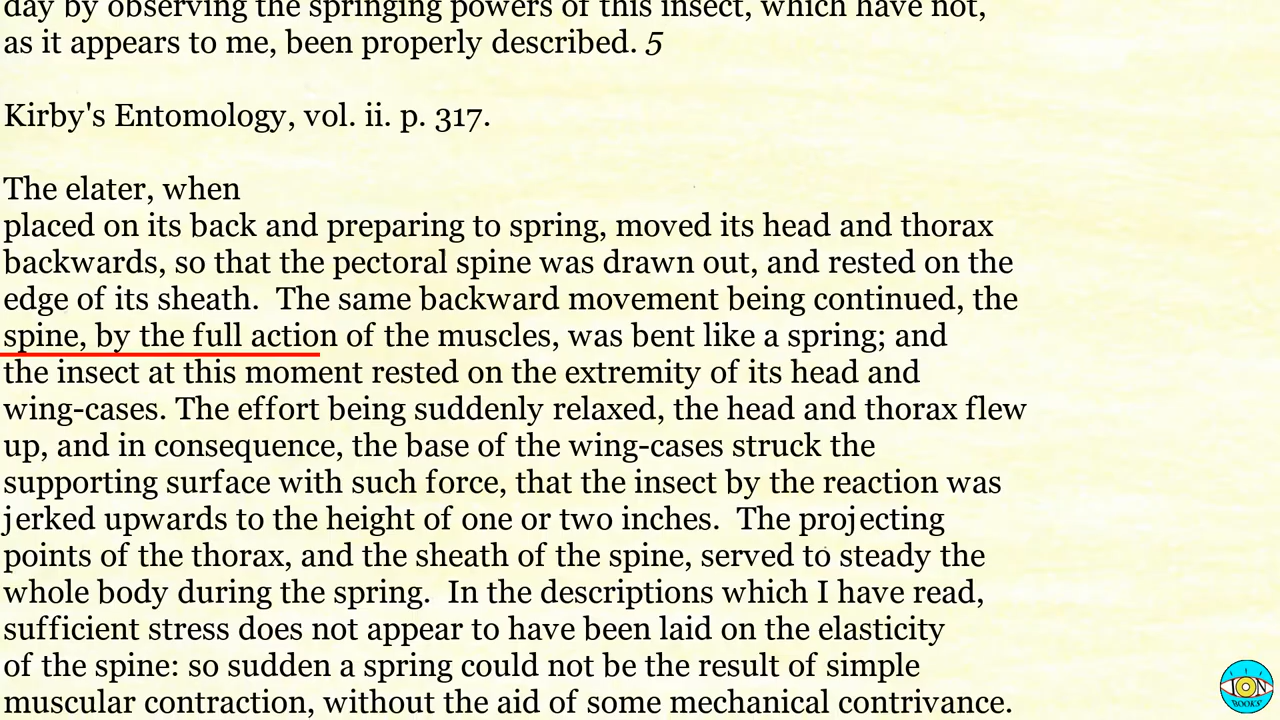 day by observing the springing powers of this insect, which have not,
as it appears to me, been properly described. 5
Kirby's Entomology, vol. ii. p. 317.
The elater, when
placed on its back and preparing to spring, moved its head and thorax
backwards, so that the pectoral spine was drawn out, and rested on the
edge of its sheath.  The same backward movement being continued, the
spine, by the full action of the muscles, was bent like a spring; and
the insect at this moment rested on the extremity of its head and
wing-cases. The effort being suddenly relaxed, the head and thorax flew
up, and in consequence, the base of the wing-cases struck the
supporting surface with such force, that the insect by the reaction was
jerked upwards to the height of one or two inches.  The projecting
points of the thorax, and the sheath of the spine, served to steady the
whole body during the spring.  In the descriptions which I have read,
sufficient stress does not appear to have been laid on the elasticity
of the spine: so sudden a spring could not be the result of simple
muscular contraction, without the aid of some mechanical contrivance.
ION
BOOKS